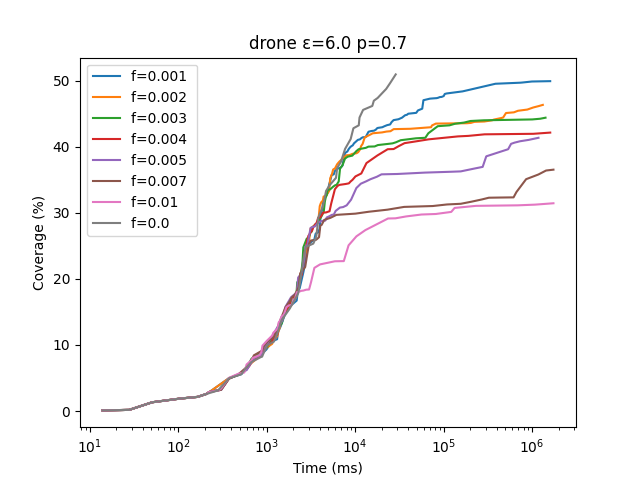 drone ε=6.0 p=0.7
Coverage (%)
50
40
30
20
10
0
f=0.001
f=0.002
f=0.003
f=0.004
f=0.005
f=0.007
f=0.01
f=0.0
10¹ 10² 10³ 10⁴ 10⁵ 10⁶
Time (ms)